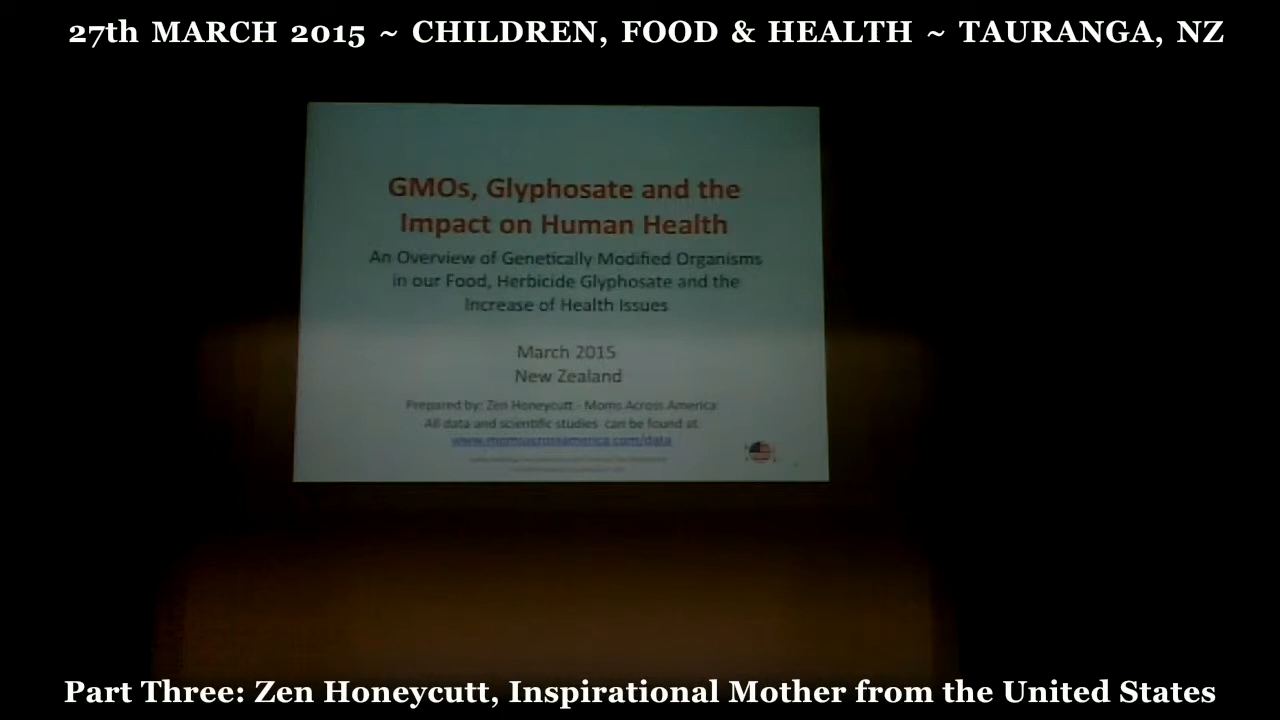 27th MARCH 2015 ~ CHILDREN, FOOD & HEALTH ~ TAURANGA, NZ
GMOs, Glyphosate and the
Impact on Human Health
An Overview of Genetically Modified Organisms
in our Food, Herbicide Glyphosate and the
Increase of Health Issues
March 2015
New Zealand
Prepared by: Zen Honeycutt - Moms Across America
All data and scientific studies can be found at
www.momsacrossamerica.com/data
Part Three: Zen Honeycutt, Inspirational Mother from the United States